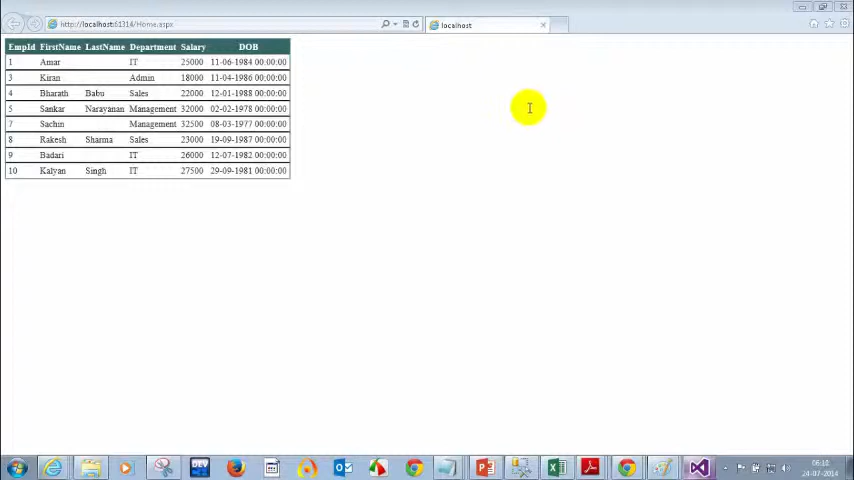 http://localhost:61314/Home.aspx
localhost
EmpId FirstName LastName Department Salary DOB
1 Amar IT 25000 11-06-1984 00:00:00
3 Kiran Admin 18000 11-04-1986 00:00:00
4 Bharath Babu Sales 22000 12-01-1988 00:00:00
5 Sankar Narayanan Management 32000 02-02-1978 00:00:00
7 Sachin Management 32500 08-03-1977 00:00:00
8 Rakesh Sharma Sales 23000 19-09-1987 00:00:00
9 Badari IT 26000 12-07-1982 00:00:00
10 Kalyan Singh IT 27500 29-09-1981 00:00:00
DEV
24-07-2014